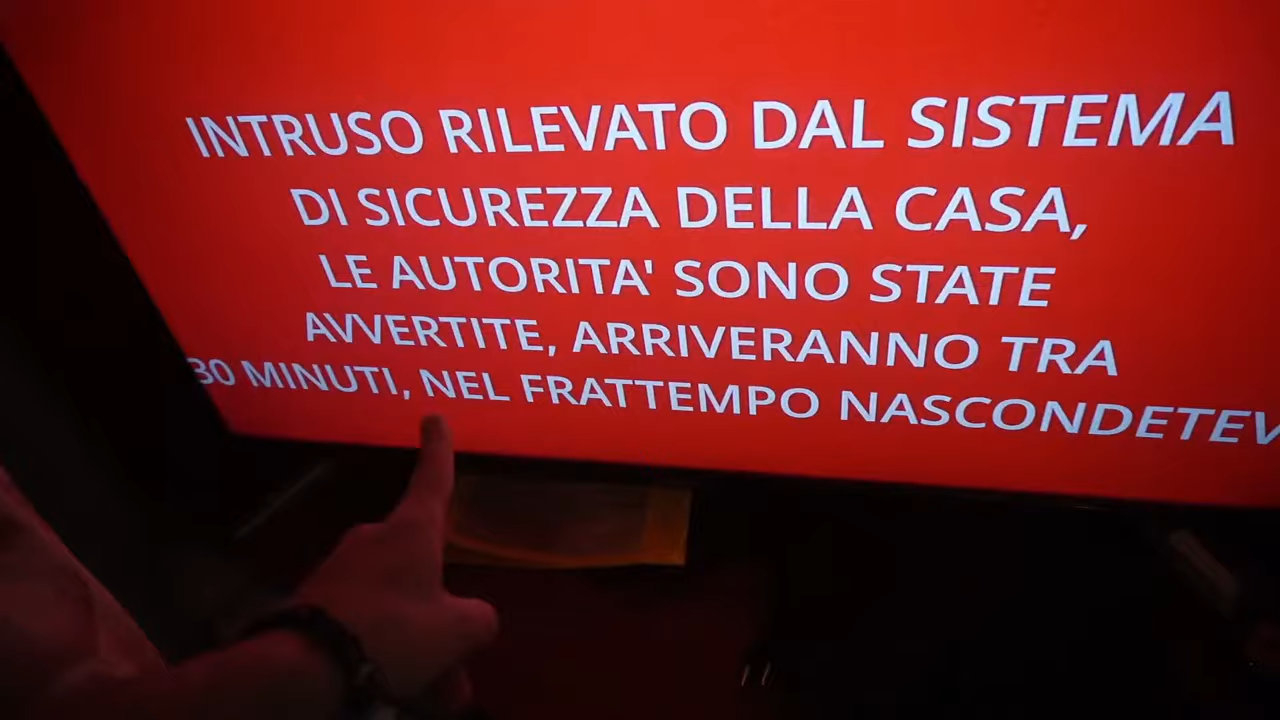 INTRUSO RILEVATO DAL SISTEMA
DI SICUREZZA DELLA CASA,
LE AUTORITA' SONO STATE
AVVERTITE, ARRIVERANNO TRA
30 MINUTI, NEL FRATTEMPO NASCONDETEV